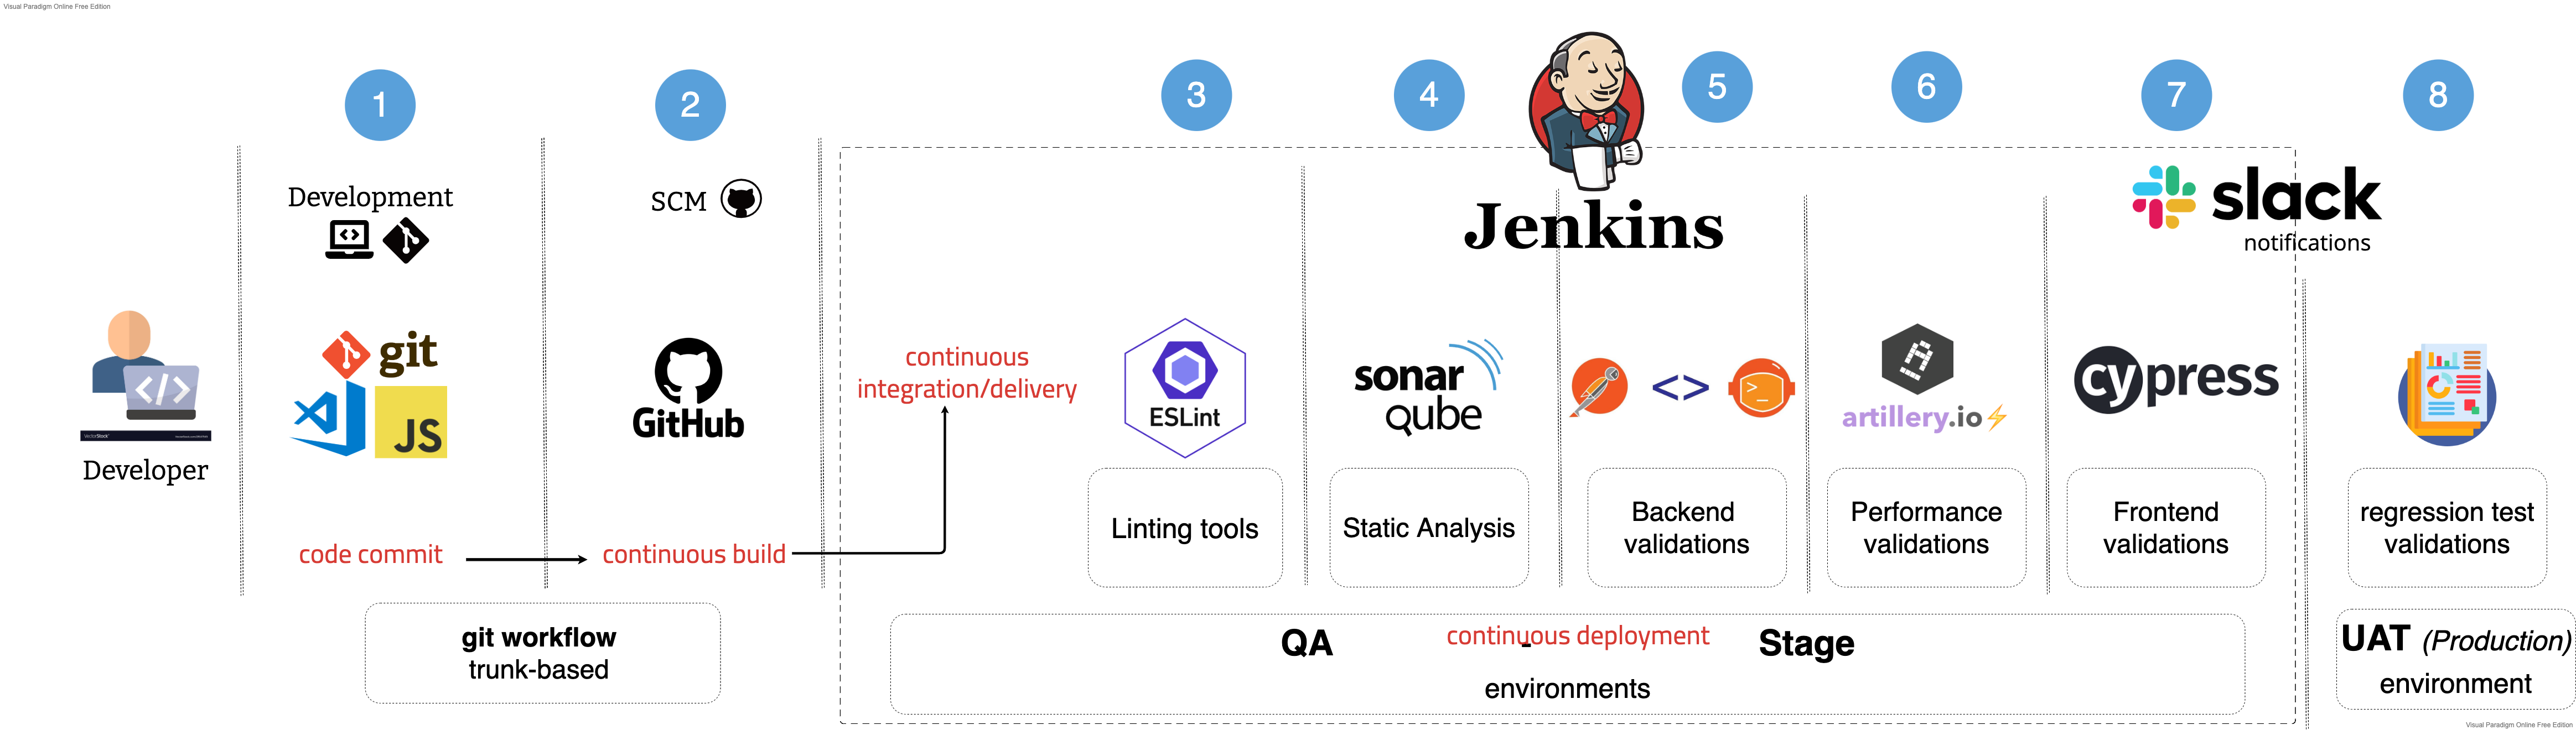 Visual Paradigm Online Free Edition
1
2
3
4
5
6
7
8
Development
SCM
Jenkins
slack
notifications
Developer
git
JS
GitHub
continuous
integration/delivery
ESLint
sonar
qube
<>
>_
artillery.io
cypress
code commit
continuous build
Linting tools
Static Analysis
Backend
validations
Performance
validations
Frontend
validations
regression test
validations
git workflow
trunk-based
QA - Stage
continuous deployment
environments
UAT (Production)
environment
Visual Paradigm Online Free Edition